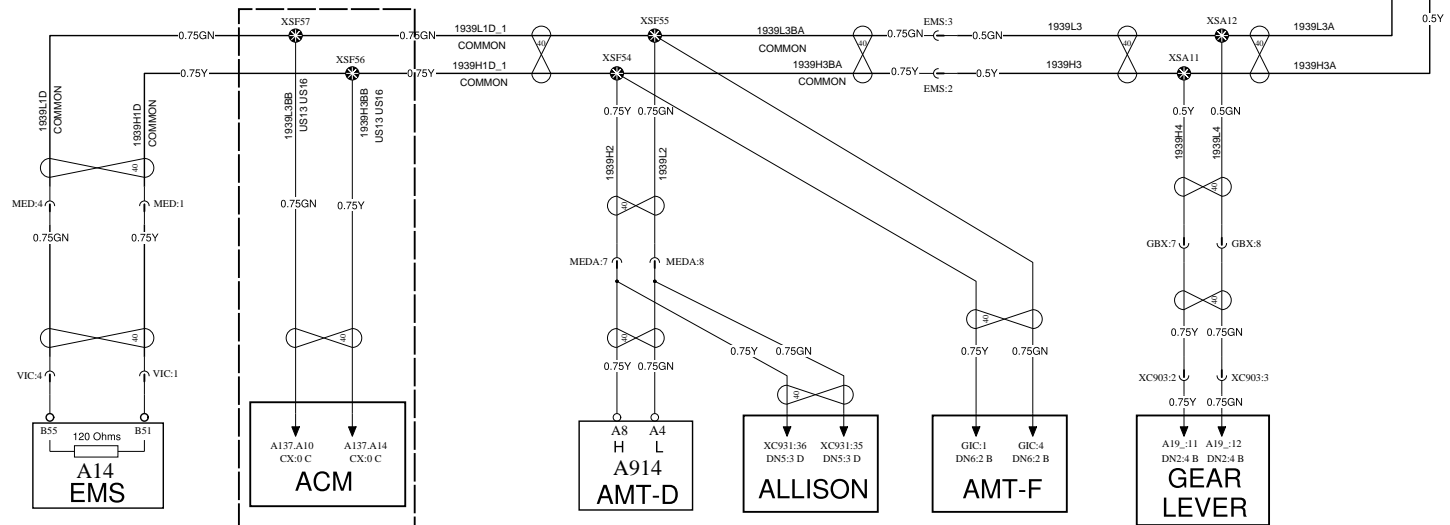 XSF57
XSF55
EMS:3
XSA12
0.5Y
0.75GN
0.75GN
1939L1D_1
COMMON
40
1939L3BA
COMMON
40
0.75GN
0.5GN
1939L3
40
40
1939L3A
XSF56
XSF54
XSA11
0.75Y
0.75Y
1939H1D_1
COMMON
1939H3BA
COMMON
0.75Y
EMS:2
0.5Y
1939H3
1939H3A
1939L1D
COMMON
1939H1D
COMMON
1939L3BB
US13 US16
1939H3BB
US13 US16
0.75Y
0.75GN
1939H2
1939L2
0.5Y
0.5GN
1939H4
1939L4
40
40
40
MED:4
MED:1
0.75GN
0.75Y
0.75GN
0.75Y
GBX:7
GBX:8
MEDA:7
MEDA:8
40
40
40
40
40
0.75Y
0.75GN
0.75Y
0.75GN
0.75Y
0.75GN
0.75Y
0.75GN
VIC:4
VIC:1
XC903:2
XC903:3
40
0.75Y
0.75GN
B55
B51
120 Ohms
A14
EMS
A137.A10
CX:0 C
A137.A14
CX:0 C
ACM
A8
A4
H
L
A914
AMT-D
XC931:36
DN5:3 D
XC931:35
DN5:3 D
ALLISON
GIC:1
DN6:2 B
GIC:4
DN6:2 B
AMT-F
A19_:11
DN2:4 B
A19_:12
DN2:4 B
GEAR
LEVER